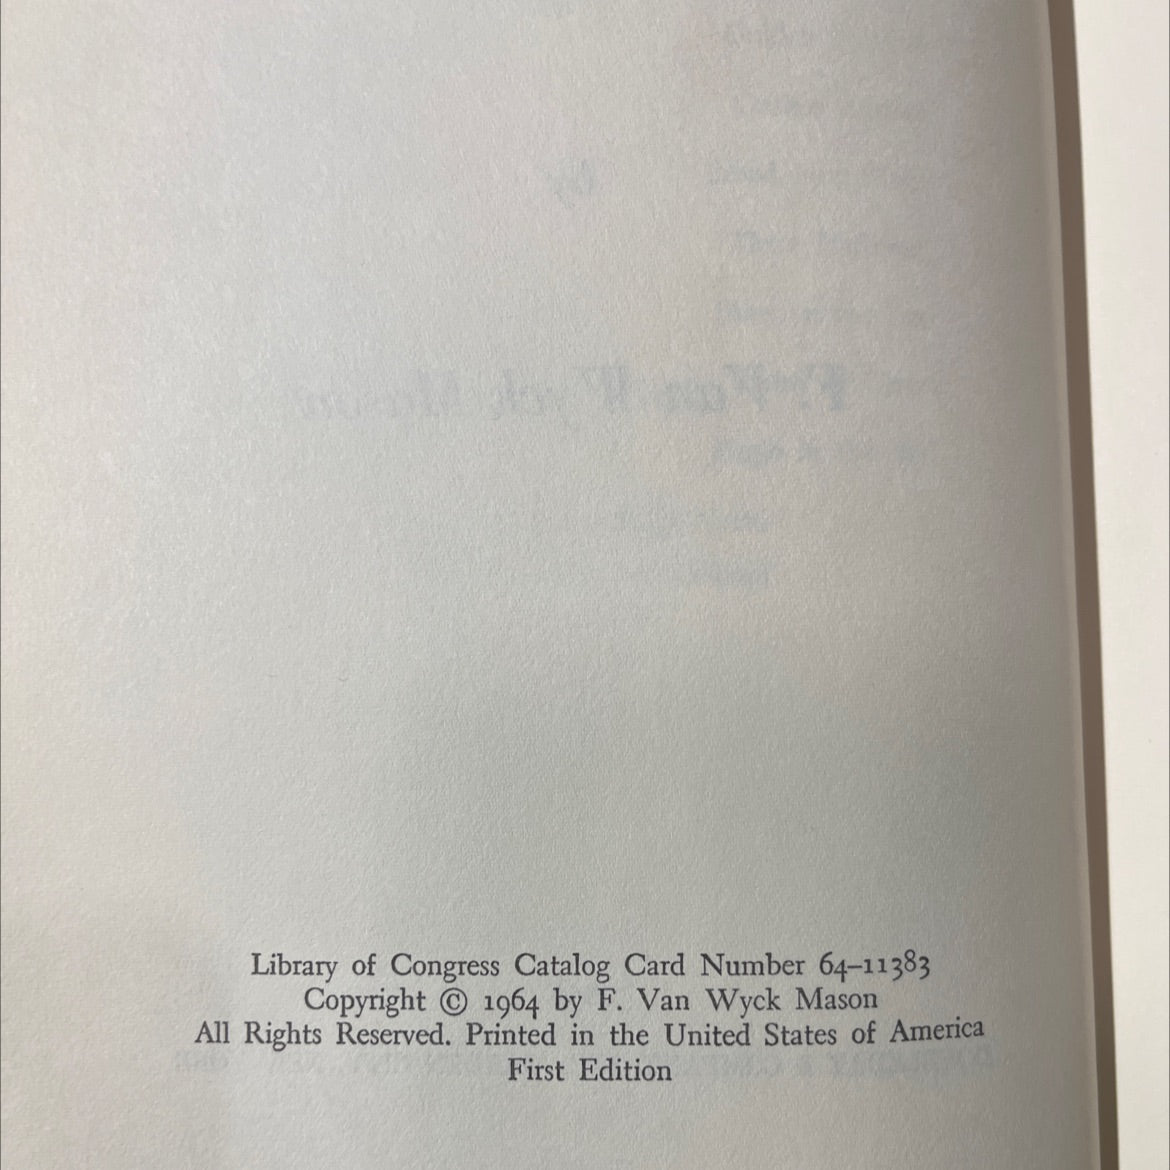 Library of Congress Catalog Card Number 64–11383
Copyright © 1964 by F. Van Wyck Mason
All Rights Reserved. Printed in the United States of America
First Edition